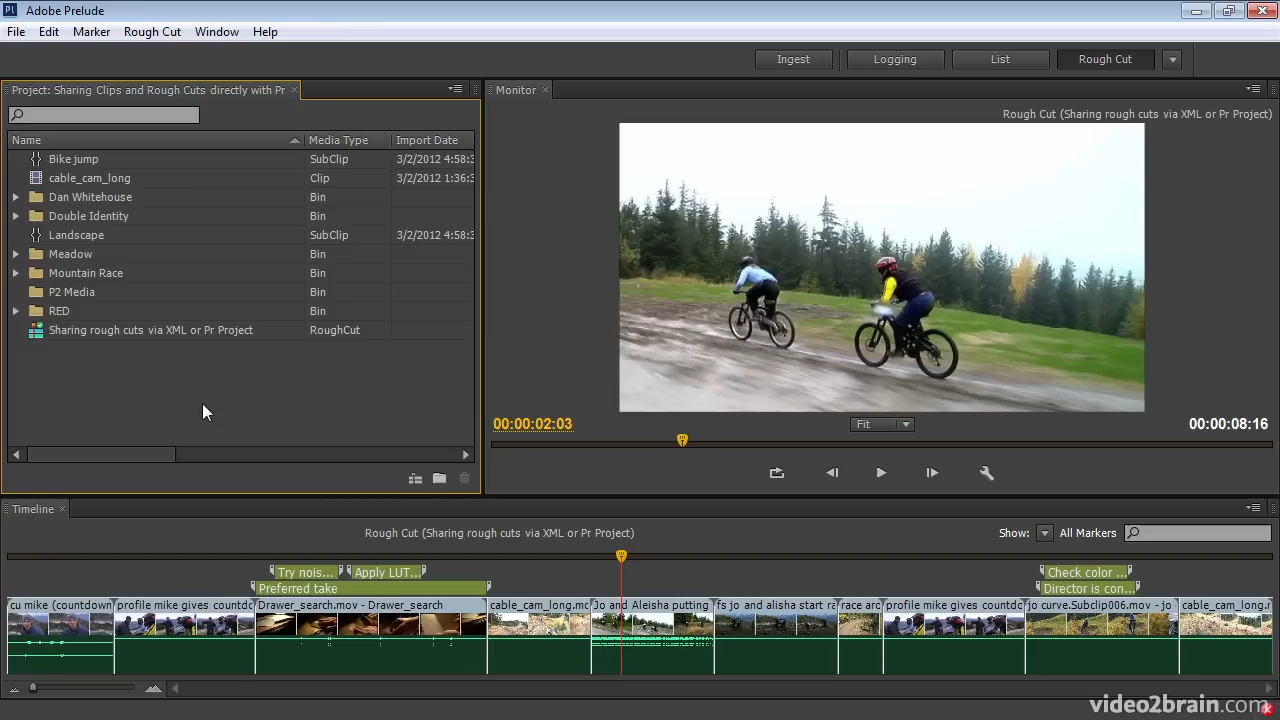 Pl Adobe Prelude
File Edit Marker Rough Cut Window Help
Ingest Logging List Rough Cut
Project: Sharing Clips and Rough Cuts directly with Pr
Monitor
Rough Cut (Sharing rough cuts via XML or Pr Project)
Name Media Type Import Date
Bike jump SubClip 3/2/2012 4:58:3
cable_cam_long Clip 3/2/2012 1:36:3
Dan Whitehouse Bin
Double Identity Bin
Landscape SubClip 3/2/2012 4:58:3
Meadow Bin
Mountain Race Bin
P2 Media Bin
RED Bin
Sharing rough cuts via XML or Pr Project RoughCut
00:00:02:03 Fit 00:00:08:16
Timeline
Rough Cut (Sharing rough cuts via XML or Pr Project) Show: All Markers
Try nois... Apply LUT... Check color ...
Preferred take Director is con...
cu mike (countdown profile mike gives countdc Drawer_search.mov - Drawer_search cable_cam_long.mo Jo and Aleisha putting fs jo and alisha start ra race arc profile mike gives countdc jo curve.Subclip006.mov - jo cable_cam_long.r
video2brain.com